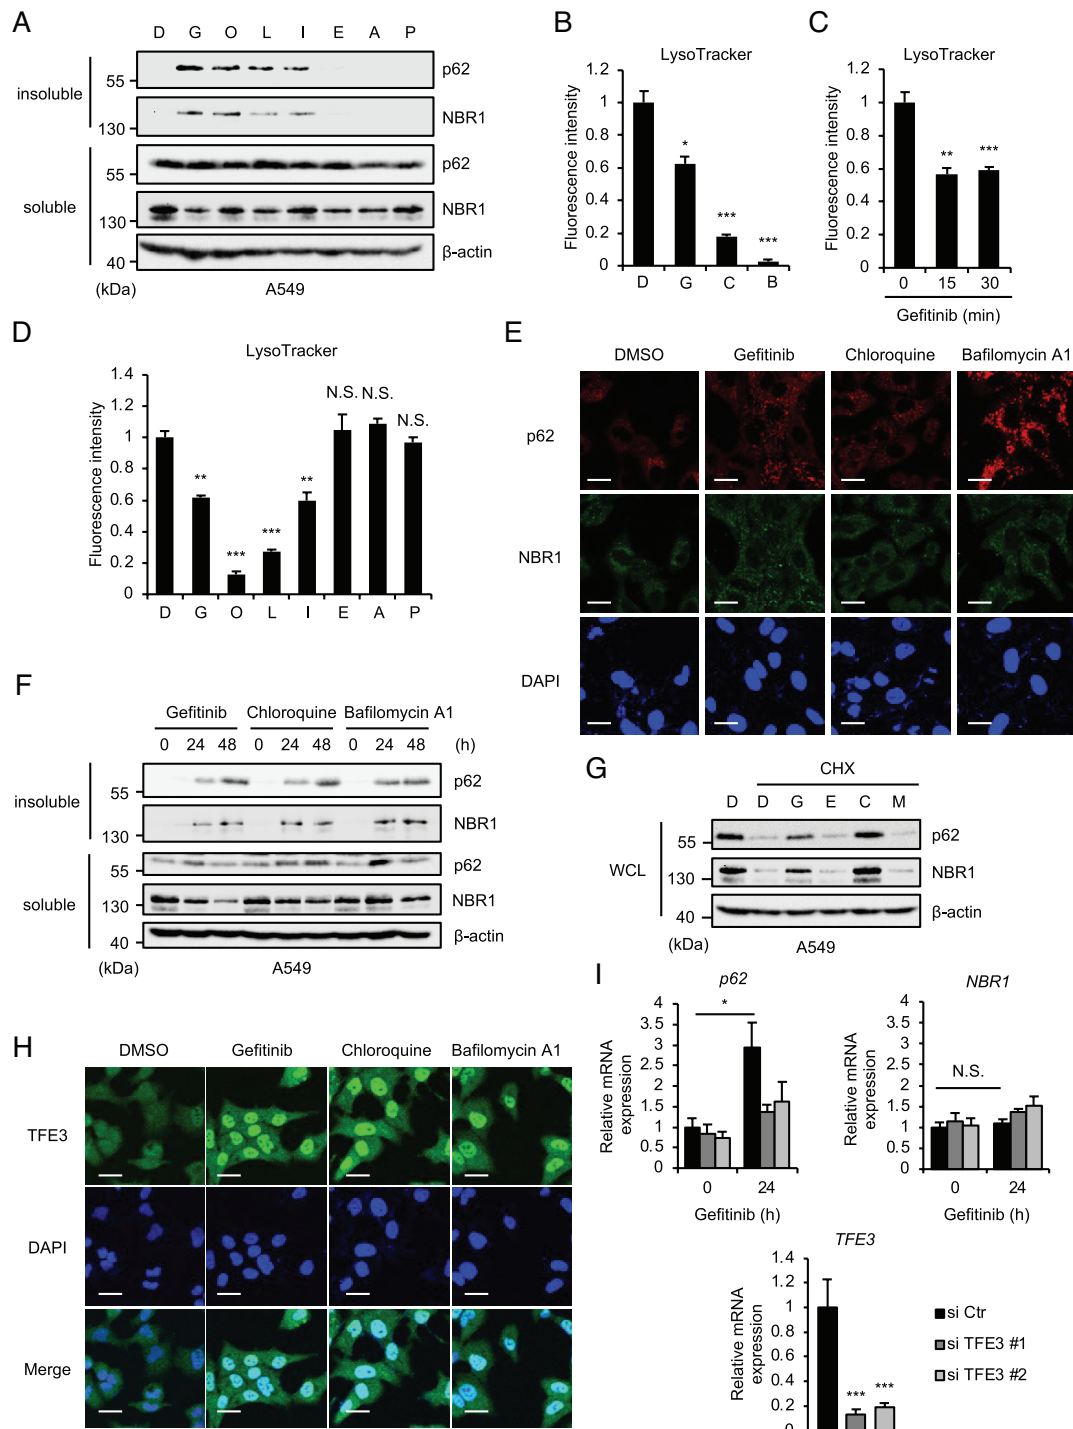 A
D G O L I E A P
insoluble
55
p62
130
NBR1
soluble
55
p62
130
NBR1
40
β-actin
(kDa)
A549
B
LysoTracker
Fluorescence intensity
1.2
1
0.8
0.6
0.4
0.2
0
*
***
***
D G C B
C
LysoTracker
Fluorescence intensity
1.2
1
0.8
0.6
0.4
0.2
0
**
***
0 15 30
Gefitinib (min)
D
LysoTracker
Fluorescence intensity
1.4
1.2
1
0.8
0.6
0.4
0.2
0
**
***
***
**
N.S. N.S.
N.S.
D G O L I E A P
E
DMSO Gefitinib Chloroquine Bafilomycin A1
p62
NBR1
DAPI
F
Gefitinib Chloroquine Bafilomycin A1
0 24 48 0 24 48 0 24 48 (h)
insoluble
55
p62
130
NBR1
soluble
55
p62
130
NBR1
40
β-actin
(kDa)
A549
G
CHX
D D G E C M
WCL
55
p62
130
NBR1
40
β-actin
(kDa)
A549
H
DMSO Gefitinib Chloroquine Bafilomycin A1
TFE3
DAPI
Merge
I
p62
Relative mRNA
expression
4
3.5
3
2.5
2
1.5
1
0.5
0
*
0 24
Gefitinib (h)
NBR1
Relative mRNA
expression
4
3.5
3
2.5
2
1.5
1
0.5
0
N.S.
0 24
Gefitinib (h)
TFE3
Relative mRNA
expression
1.4
1.2
1
0.8
0.6
0.4
0.2
0
*** ***
si Ctr
si TFE3 #1
si TFE3 #2